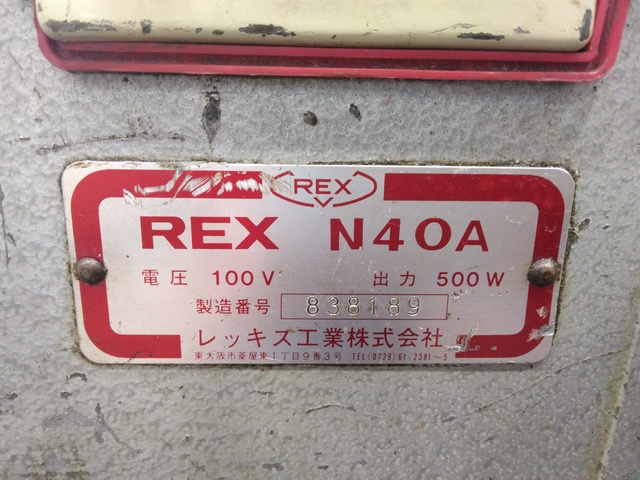 REX
REX N40A
電圧 100V 出力 500W
製造番号 838189
レッキス工業株式会社
東大阪市菱屋東1丁目9番3号 TEL(0729)61-2381～5